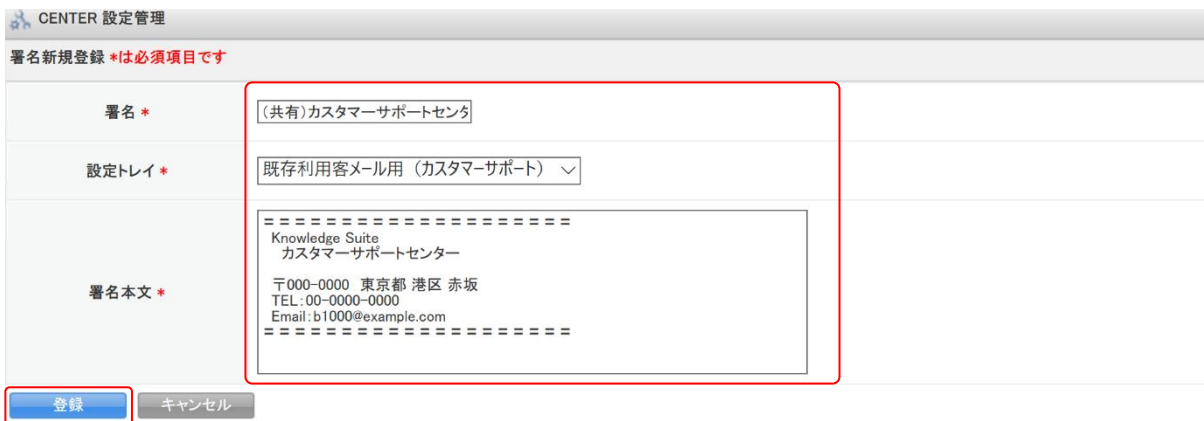 CENTER 設定管理
署名新規登録 *は必須項目です
署名 * (共有)カスタマーサポートセンタ
設定トレイ * 既存利用客メール用（カスタマーサポート）
署名本文 *
====================
Knowledge Suite
カスタマーサポートセンター
〒000-0000 東京都 港区 赤坂
TEL:00-0000-0000
Email:b1000@example.com
====================
登録 キャンセル